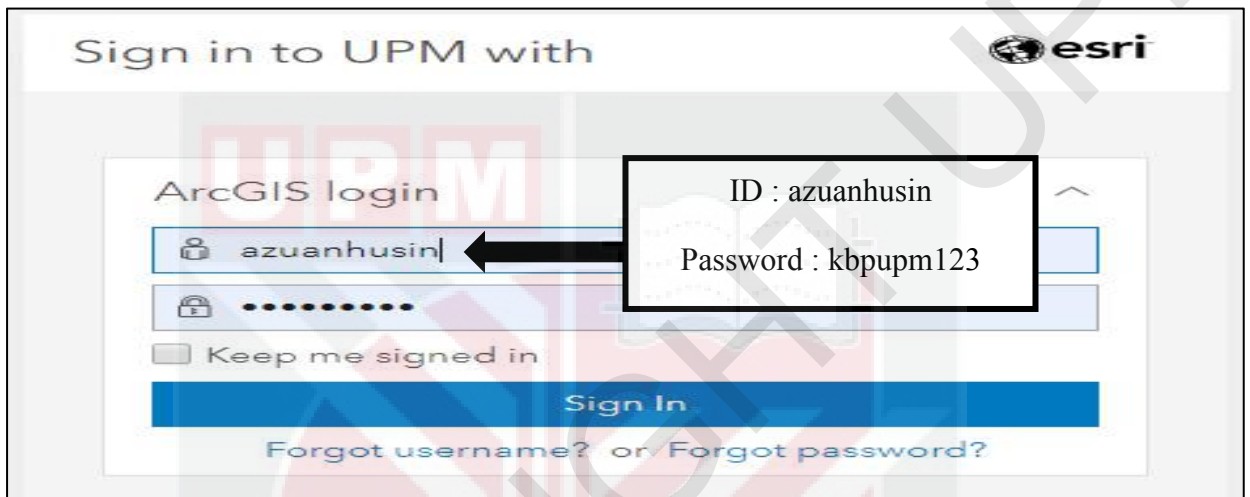 Sign in to UPM with
esri
UPM
ArcGIS login
azuanhusin
ID : azuanhusin
Password : kbpupm123
•••••••••
Keep me signed in
Sign In
Forgot username? or Forgot password?